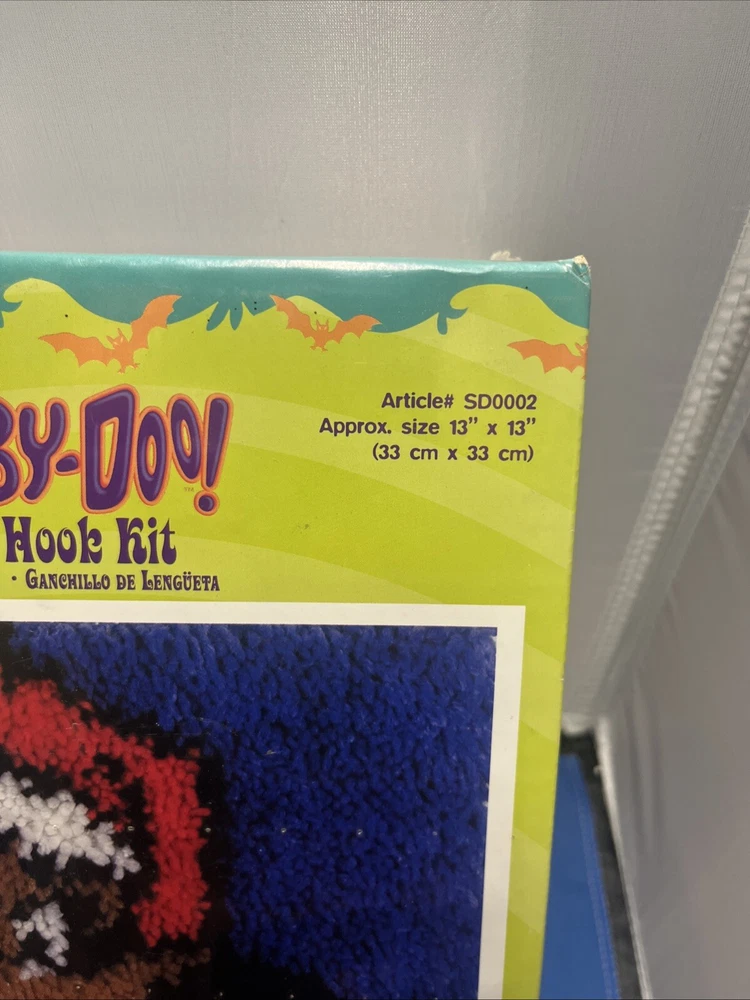 Article# SD0002
Approx. size 13” x 13”
(33 cm x 33 cm)
BY-DOO!
Hook Kit
· GANCHILLO DE LENGÜETA